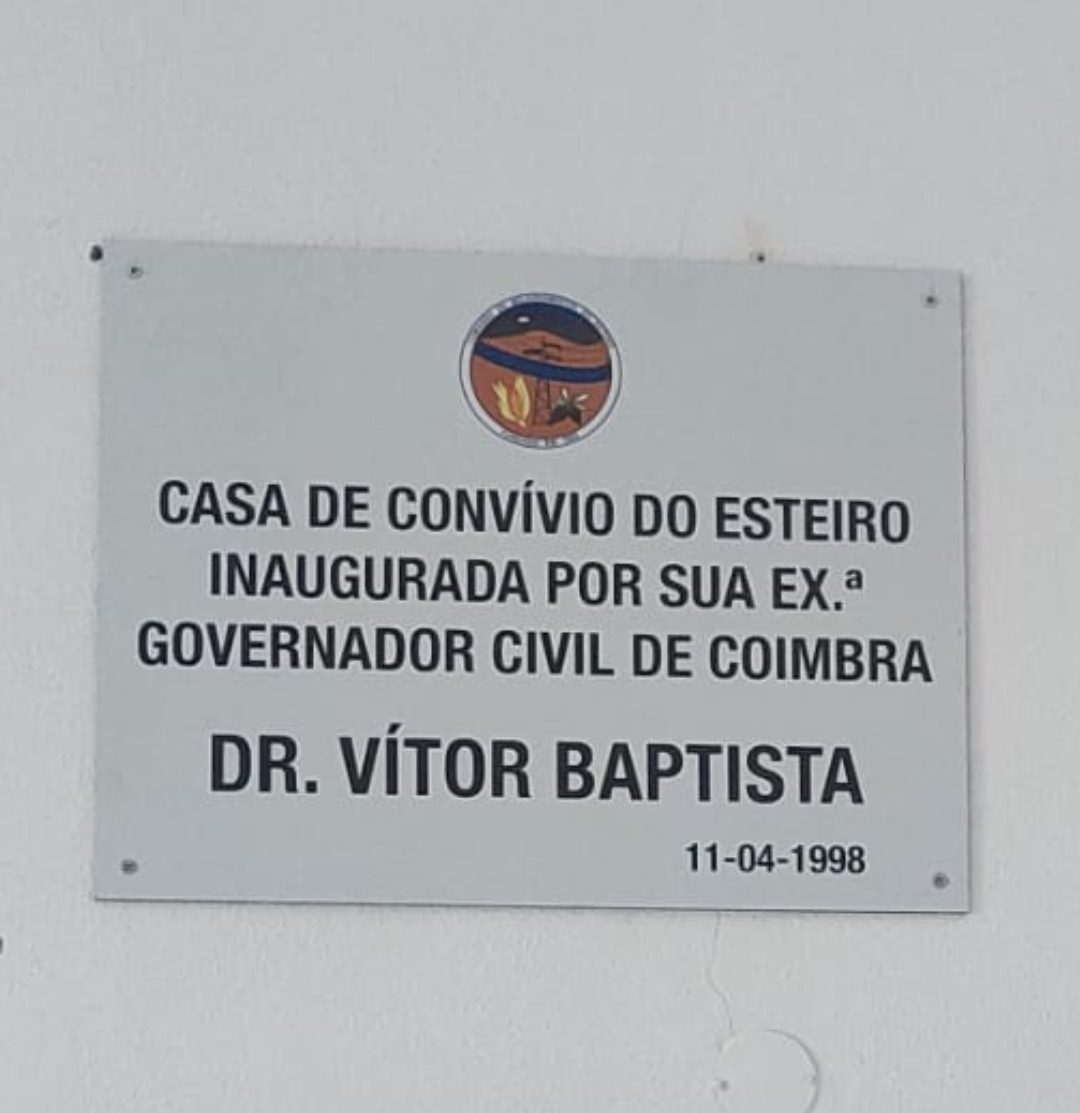 CASA DE CONVÍVIO DO ESTEIRO
INAUGURADA POR SUA EX.ª
GOVERNADOR CIVIL DE COIMBRA
DR. VÍTOR BAPTISTA
11-04-1998